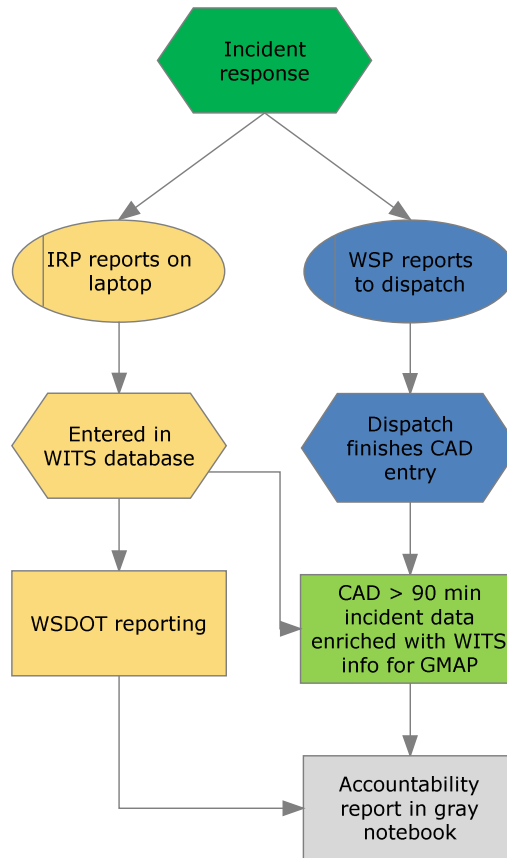 Incident
response
IRP reports on
laptop
WSP reports
to dispatch
Entered in
WITS database
Dispatch
finishes CAD
entry
WSDOT reporting
CAD > 90 min
incident data
enriched with WITS
info for GMAP
Accountability
report in gray
notebook